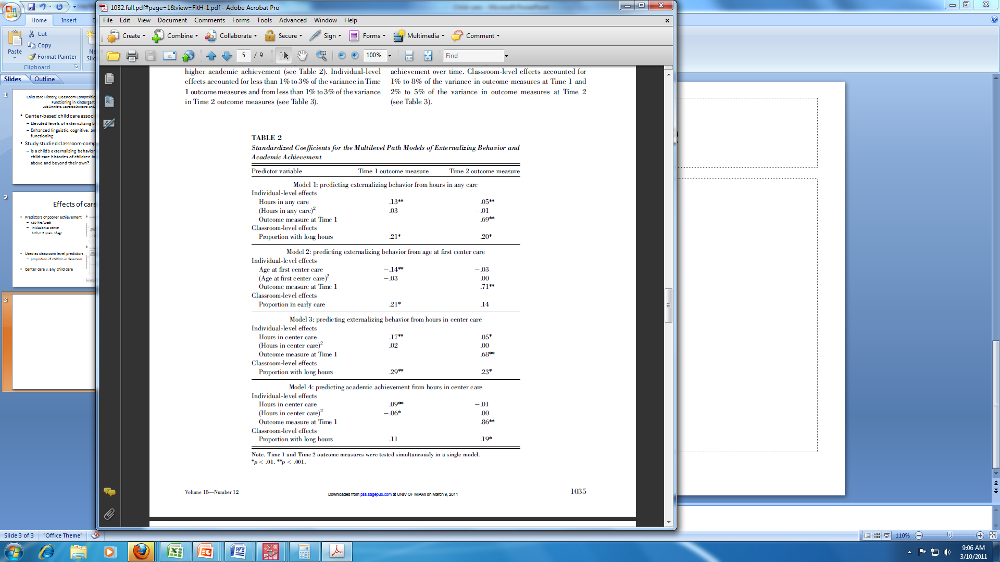 1032.full.pdf#page=1&view=FitH-1.pdf - Adobe Acrobat Pro
File Edit View Document Comments Forms Tools Advanced Window Help
Create Combine Collaborate Secure Sign Forms Multimedia Comment
5 / 9 100% Find
Home Insert
Cut
Copy
Format Painter
Paste
Clipboard
Slides Outline
1
Child-care History, Classroom
Functioning in
Center-based child care
– Elevated levels of externalizing
– Enhanced linguistic, cognitive,
functioning
Study studied
– Is a child's externalizing
child-care histories of children in
above and beyond their own?
2
Effects of care
Predictors of poorer achievement
– >30 hrs/week
– initiation at center
before 2 years of age
Used as classroom level predictors
– proportion of children in classroom
Center care v. any child care
3
higher academic achievement (see Table 2). Individual-level
effects accounted for less than 1% to 3% of the variance in Time
1 outcome measures and from less than 1% to 3% of the variance
in Time 2 outcome measures (see Table 3).
achievement over time. Classroom-level effects accounted for
1% to 8% of the variance in outcome measures at Time 1 and
2% to 5% of the variance in outcome measures at Time 2
(see Table 3).
TABLE 2
Standardized Coefficients for the Multilevel Path Models of Externalizing Behavior and
Academic Achievement
Predictor variable Time 1 outcome measure Time 2 outcome measure
Model 1: predicting externalizing behavior from hours in any care
Individual-level effects
Hours in any care .13** .05**
(Hours in any care)² −.03 −.01
Outcome measure at Time 1 .69**
Classroom-level effects
Proportion with long hours .21* .20*
Model 2: predicting externalizing behavior from age at first center care
Individual-level effects
Age at first center care −.14** −.03
(Age at first center care)² −.03 .00
Outcome measure at Time 1 .71**
Classroom-level effects
Proportion in early care .21* .14
Model 3: predicting externalizing behavior from hours in center care
Individual-level effects
Hours in center care .17** .05*
(Hours in center care)² .02 .00
Outcome measure at Time 1 .68**
Classroom-level effects
Proportion with long hours .29** .23*
Model 4: predicting academic achievement from hours in center care
Individual-level effects
Hours in center care .09** −.01
(Hours in center care)² −.06* .00
Outcome measure at Time 1 .86**
Classroom-level effects
Proportion with long hours .11 .19*
Note. Time 1 and Time 2 outcome measures were tested simultaneously in a single model.
*p < .01. **p < .001.
Volume 18—Number 12 1035
Downloaded from pss.sagepub.com at UNIV OF MIAMI on March 9, 2011
Slide 3 of 3 "Office Theme" 110%
9:06 AM
3/10/2011